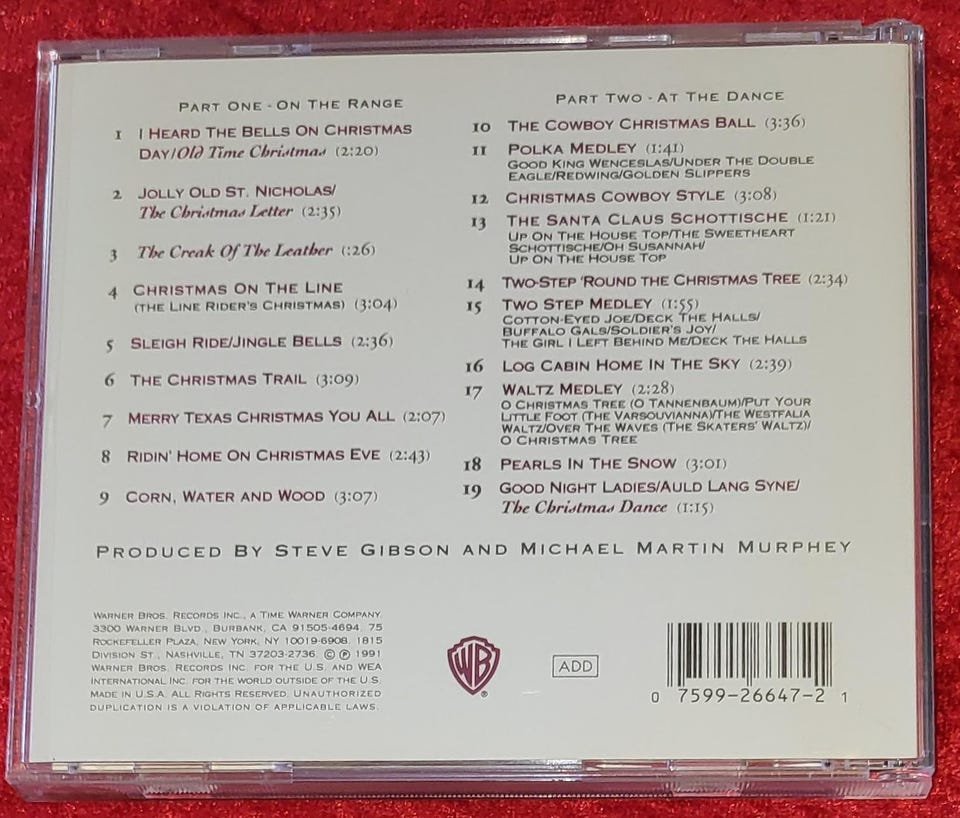 PART ONE - ON THE RANGE
1 I HEARD THE BELLS ON CHRISTMAS
DAY/Old Time Christmas (2:20)
2 JOLLY OLD ST. NICHOLAS/
The Christmas Letter (2:35)
3 The Creak Of The Leather (:26)
4 CHRISTMAS ON THE LINE
(THE LINE RIDER'S CHRISTMAS) (3:04)
5 SLEIGH RIDE/JINGLE BELLS (2:36)
6 THE CHRISTMAS TRAIL (3:09)
7 MERRY TEXAS CHRISTMAS YOU ALL (2:07)
8 RIDIN' HOME ON CHRISTMAS EVE (2:43)
9 CORN, WATER AND WOOD (3:07)
PART TWO - AT THE DANCE
10 THE COWBOY CHRISTMAS BALL (3:36)
11 POLKA MEDLEY (1:41)
GOOD KING WENCESLAS/UNDER THE DOUBLE
EAGLE/REDWING/GOLDEN SLIPPERS
12 CHRISTMAS COWBOY STYLE (3:08)
13 THE SANTA CLAUS SCHOTTISCHE (1:21)
UP ON THE HOUSE TOP/THE SWEETHEART
SCHOTTISCHE/OH SUSANNAH/
UP ON THE HOUSE TOP
14 TWO-STEP 'ROUND THE CHRISTMAS TREE (2:34)
15 TWO STEP MEDLEY (1:55)
COTTON-EYED JOE/DECK THE HALLS/
BUFFALO GALS/SOLDIER'S JOY/
THE GIRL I LEFT BEHIND ME/DECK THE HALLS
16 LOG CABIN HOME IN THE SKY (2:39)
17 WALTZ MEDLEY (2:28)
O CHRISTMAS TREE (O TANNENBAUM)/PUT YOUR
LITTLE FOOT (THE VARSOUVIANNA)/THE WESTFALIA
WALTZ/OVER THE WAVES (THE SKATERS' WALTZ)/
O CHRISTMAS TREE
18 PEARLS IN THE SNOW (3:01)
19 GOOD NIGHT LADIES/AULD LANG SYNE/
The Christmas Dance (1:15)
PRODUCED BY STEVE GIBSON AND MICHAEL MARTIN MURPHEY
WARNER BROS. RECORDS INC., A TIME WARNER COMPANY,
3300 WARNER BLVD., BURBANK, CA 91505-4694, 75
ROCKEFELLER PLAZA, NEW YORK, NY 10019-6908, 1815
DIVISION ST., NASHVILLE, TN 37203-2736. © ℗ 1991
WARNER BROS. RECORDS INC. FOR THE U.S. AND WEA
INTERNATIONAL INC. FOR THE WORLD OUTSIDE OF THE U.S.
MADE IN U.S.A. ALL RIGHTS RESERVED. UNAUTHORIZED
DUPLICATION IS A VIOLATION OF APPLICABLE LAWS.
WB ®
ADD
0 7599-26647-2 1